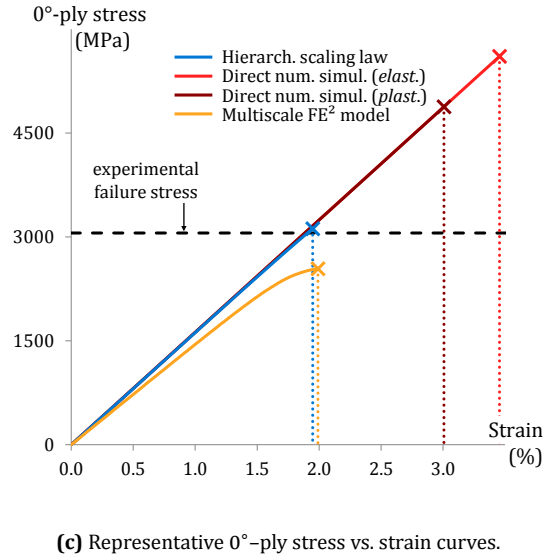 0°-ply stress
(MPa)
Hierarch. scaling law
Direct num. simul. (elast.)
Direct num. simul. (plast.)
Multiscale FE² model
4500
experimental
failure stress
3000
1500
0
Strain
(%)
0.0 0.5 1.0 1.5 2.0 2.5 3.0
(c) Representative 0°–ply stress vs. strain curves.